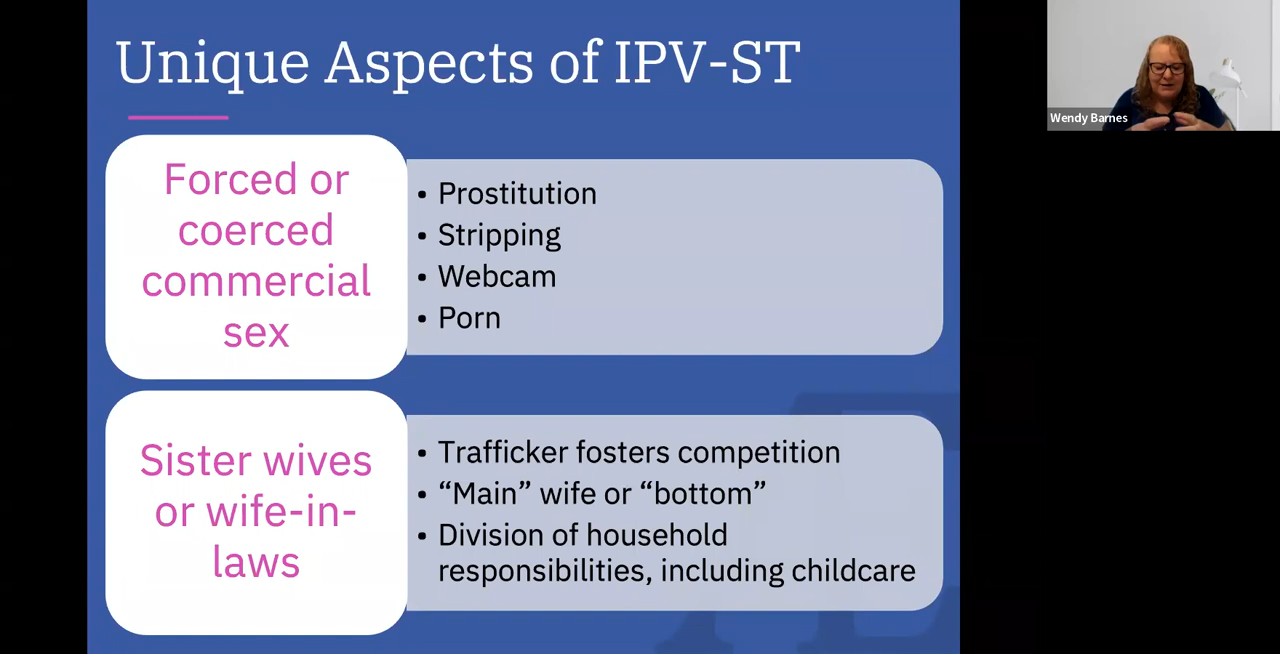 Unique Aspects of IPV-ST
Wendy Barnes
Forced or
coerced
commercial
sex
• Prostitution
• Stripping
• Webcam
• Porn
Sister wives
or wife-in-
laws
• Trafficker fosters competition
• “Main” wife or “bottom”
• Division of household
responsibilities, including childcare